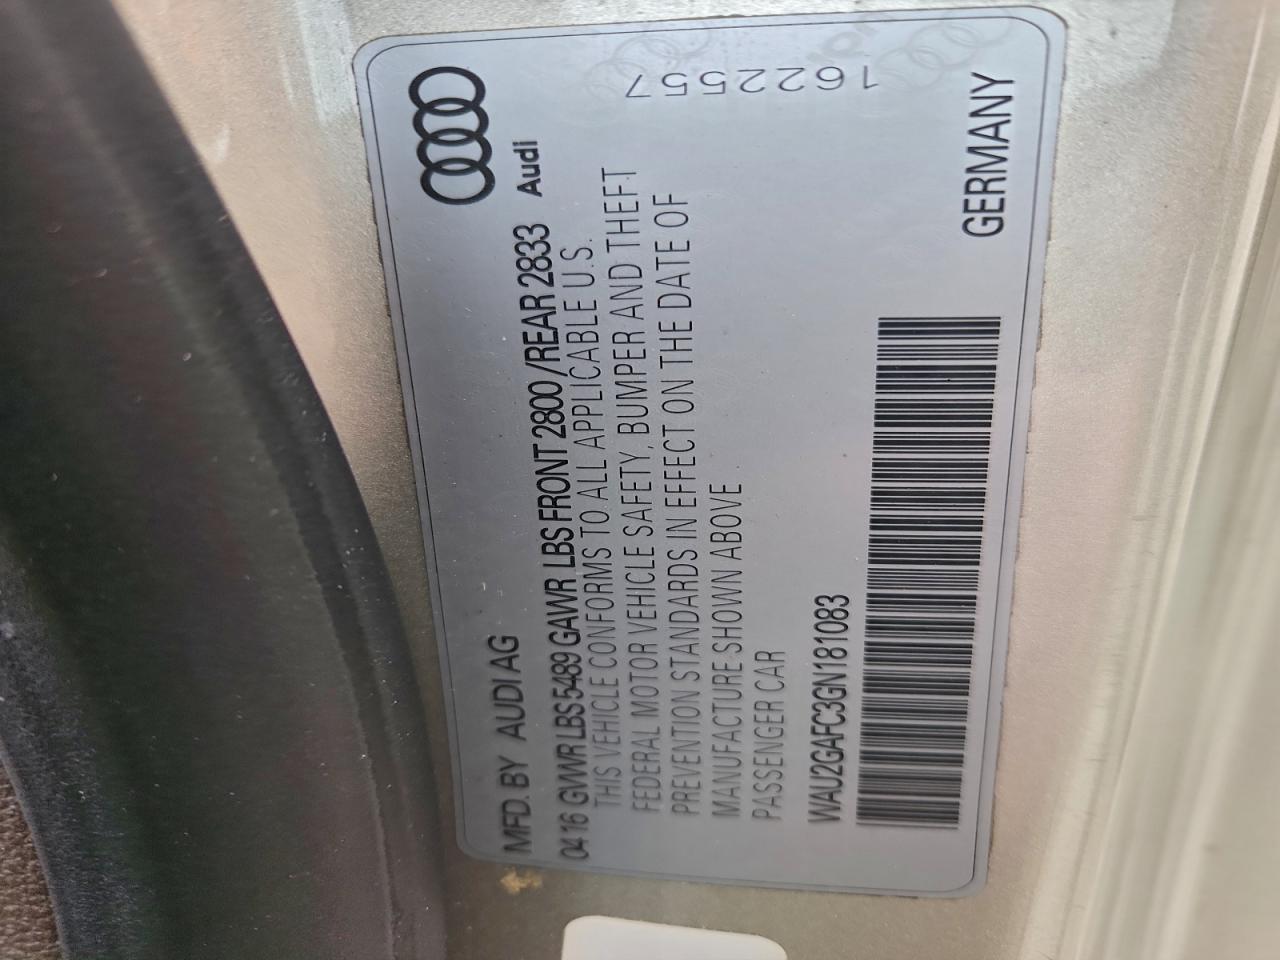 MFD. BY AUDI AG
Audi
04 16 GVWR LBS 5489 GAWR LBS FRONT 2800 /REAR 2833
THIS VEHICLE CONFORMS TO ALL APPLICABLE U.S.
FEDERAL MOTOR VEHICLE SAFETY, BUMPER AND THEFT
PREVENTION STANDARDS IN EFFECT ON THE DATE OF
MANUFACTURE SHOWN ABOVE
PASSENGER CAR
WAU2GAFC3GN181083
GERMANY
1622557